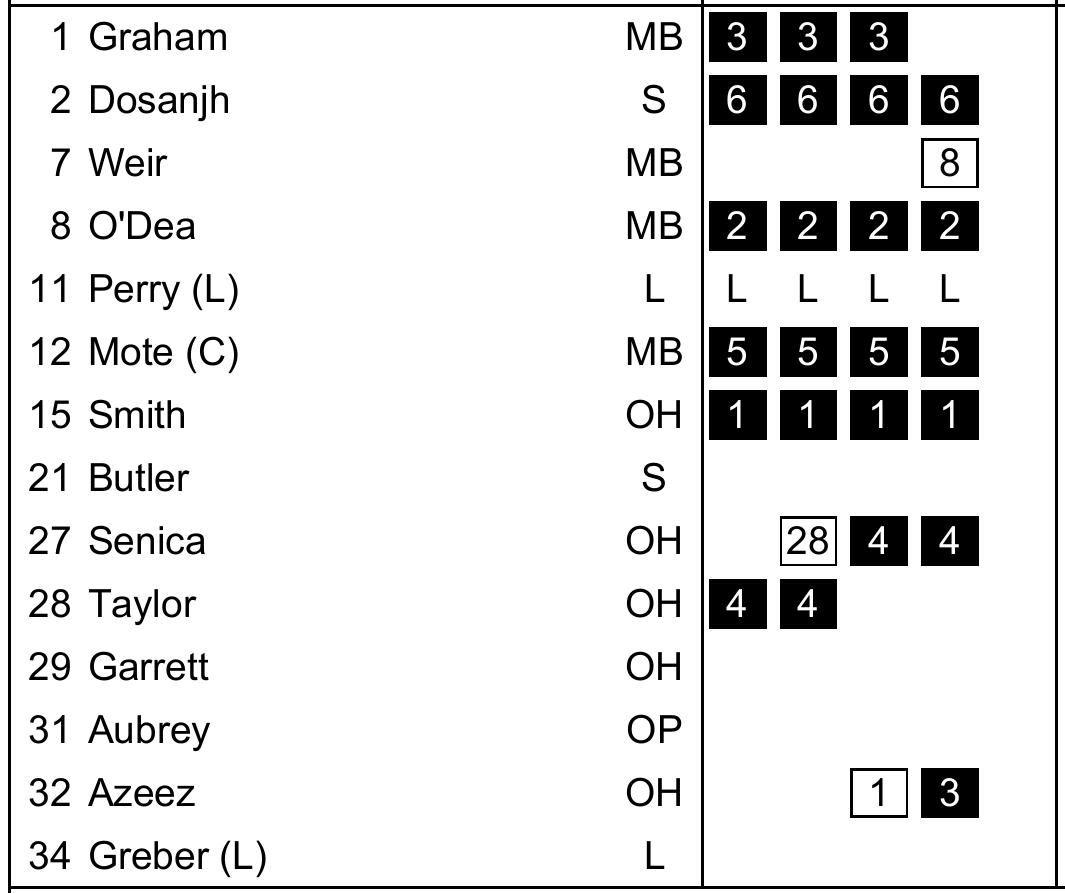 1 Graham MB 3 3 3
2 Dosanjh S 6 6 6 6
7 Weir MB 8
8 O'Dea MB 2 2 2 2
11 Perry (L) L L L L L
12 Mote (C) MB 5 5 5 5
15 Smith OH 1 1 1 1
21 Butler S
27 Senica OH 28 4 4
28 Taylor OH 4 4
29 Garrett OH
31 Aubrey OP
32 Azeez OH 1 3
34 Greber (L) L